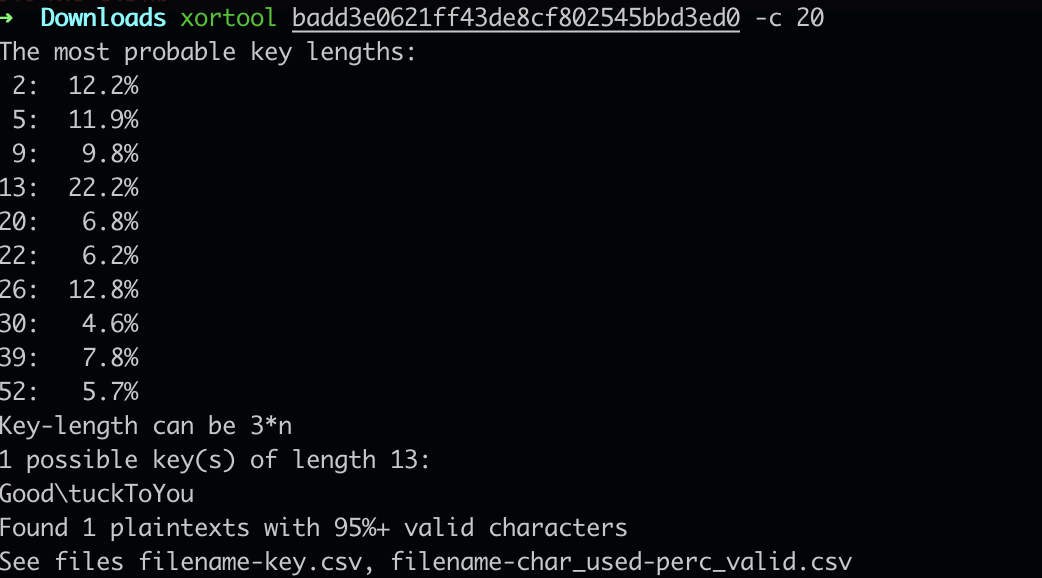 → Downloads xortool badd3e0621ff43de8cf802545bbd3ed0 -c 20
The most probable key lengths:
2: 12.2%
5: 11.9%
9: 9.8%
13: 22.2%
20: 6.8%
22: 6.2%
26: 12.8%
30: 4.6%
39: 7.8%
52: 5.7%
Key-length can be 3*n
1 possible key(s) of length 13:
Good\tuckToYou
Found 1 plaintexts with 95%+ valid characters
See files filename-key.csv, filename-char_used-perc_valid.csv